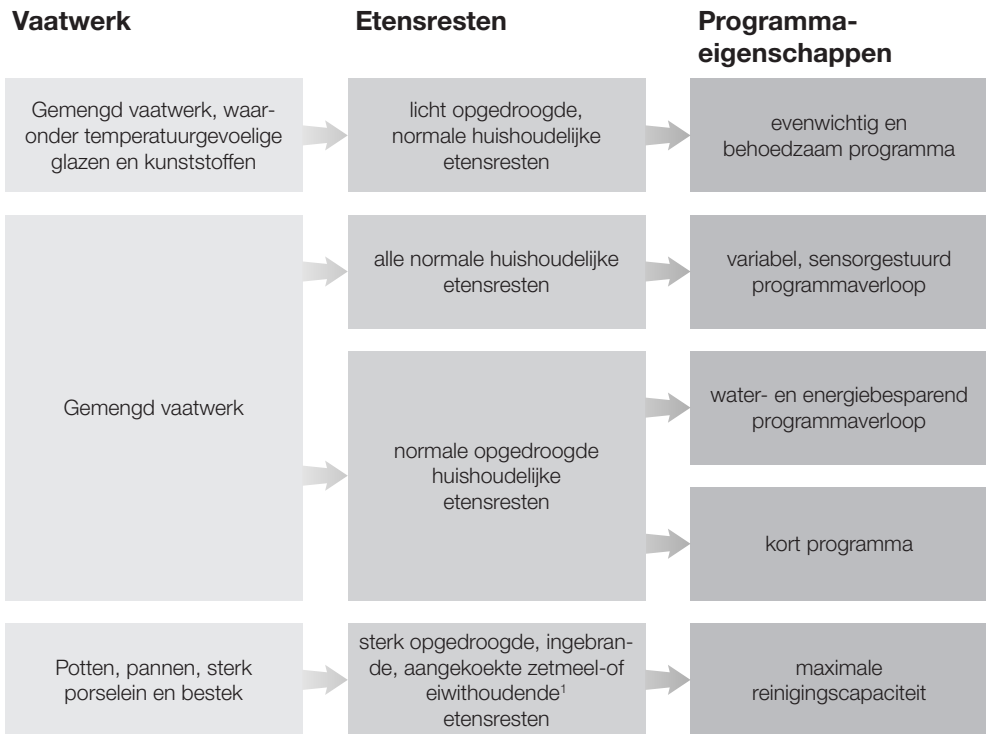 Vaatwerk
Etensresten
Programma-
eigenschappen
Gemengd vaatwerk, waar-
onder temperatuurgevoelige
glazen en kunststoffen
licht opgedroogde,
normale huishoudelijke
etensresten
evenwichtig en
behoedzaam programma
Gemengd vaatwerk
alle normale huishoudelijke
etensresten
variabel, sensorgestuurd
programmaverloop
normale opgedroogde
huishoudelijke
etensresten
water- en energiebesparend
programmaverloop
kort programma
Potten, pannen, sterk
porselein en bestek
sterk opgedroogde, ingebran-
de, aangekoekte zetmeel-of
eiwithoudende¹
etensresten
maximale
reinigingscapaciteit